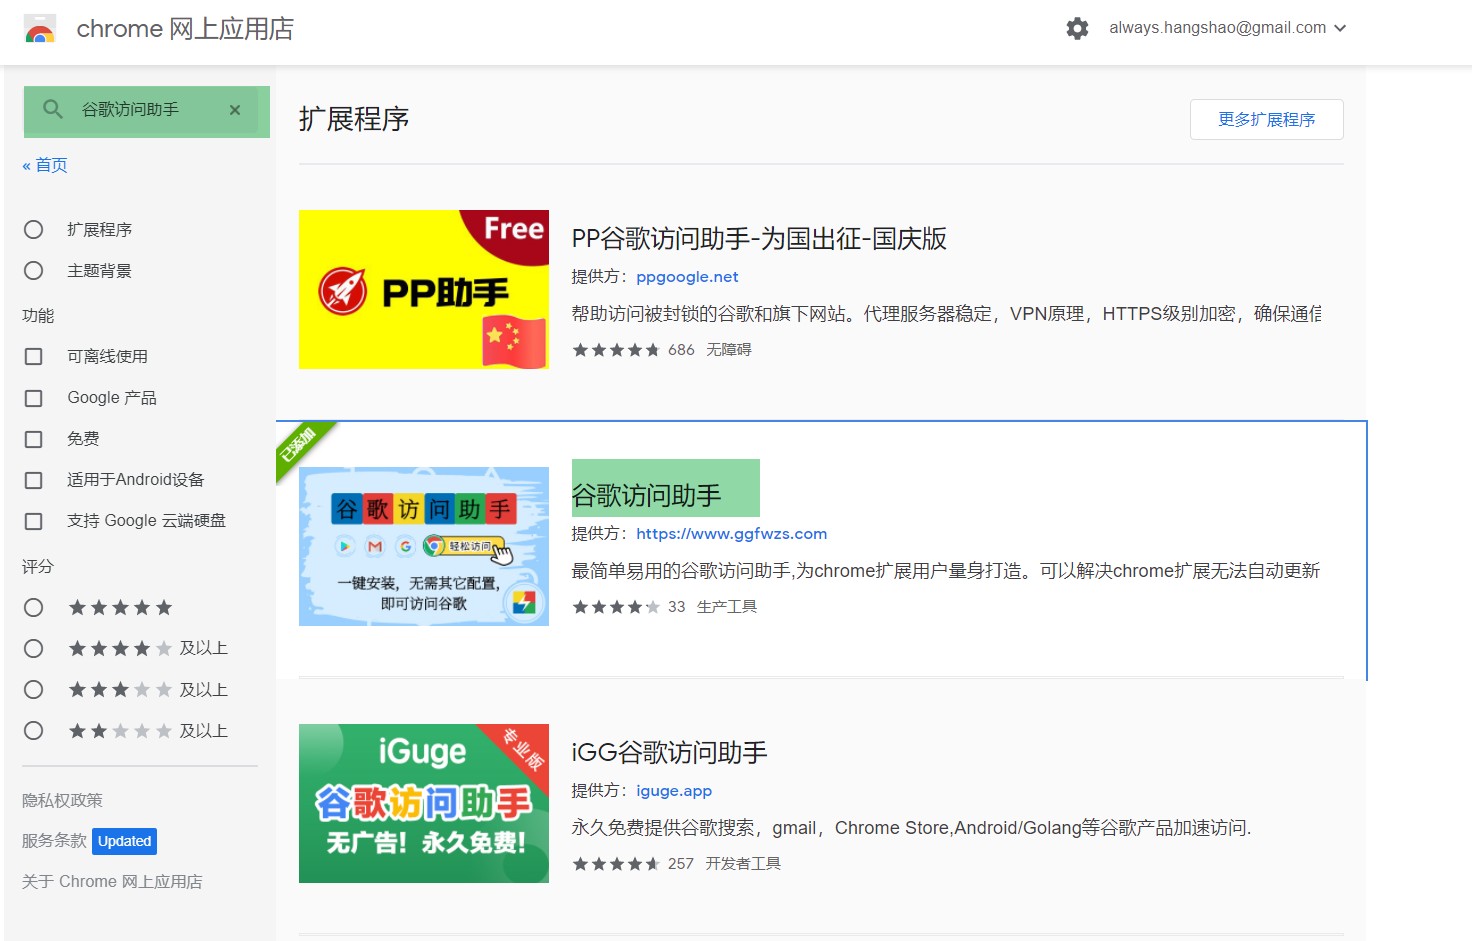 chrome 网上应用店
always.hangshao@gmail.com
谷歌访问助手
« 首页
扩展程序
主题背景
功能
可离线使用
Google 产品
免费
适用于Android设备
支持 Google 云端硬盘
评分
及以上
及以上
及以上
隐私权政策
服务条款 Updated
关于 Chrome 网上应用店
扩展程序
更多扩展程序
Free
PP助手
PP谷歌访问助手-为国出征-国庆版
提供方：ppgoogle.net
帮助访问被封锁的谷歌和旗下网站。代理服务器稳定，VPN原理，HTTPS级别加密，确保通信
686 无障碍
已添加
谷歌访问助手
轻松访问
一键安装，无需其它配置，
即可访问谷歌
谷歌访问助手
提供方：https://www.ggfwzs.com
最简单易用的谷歌访问助手,为chrome扩展用户量身打造。可以解决chrome扩展无法自动更新
33 生产工具
iGuge
专业版
谷歌访问助手
无广告！永久免费！
iGG谷歌访问助手
提供方：iguge.app
永久免费提供谷歌搜索，gmail，Chrome Store,Android/Golang等谷歌产品加速访问.
257 开发者工具